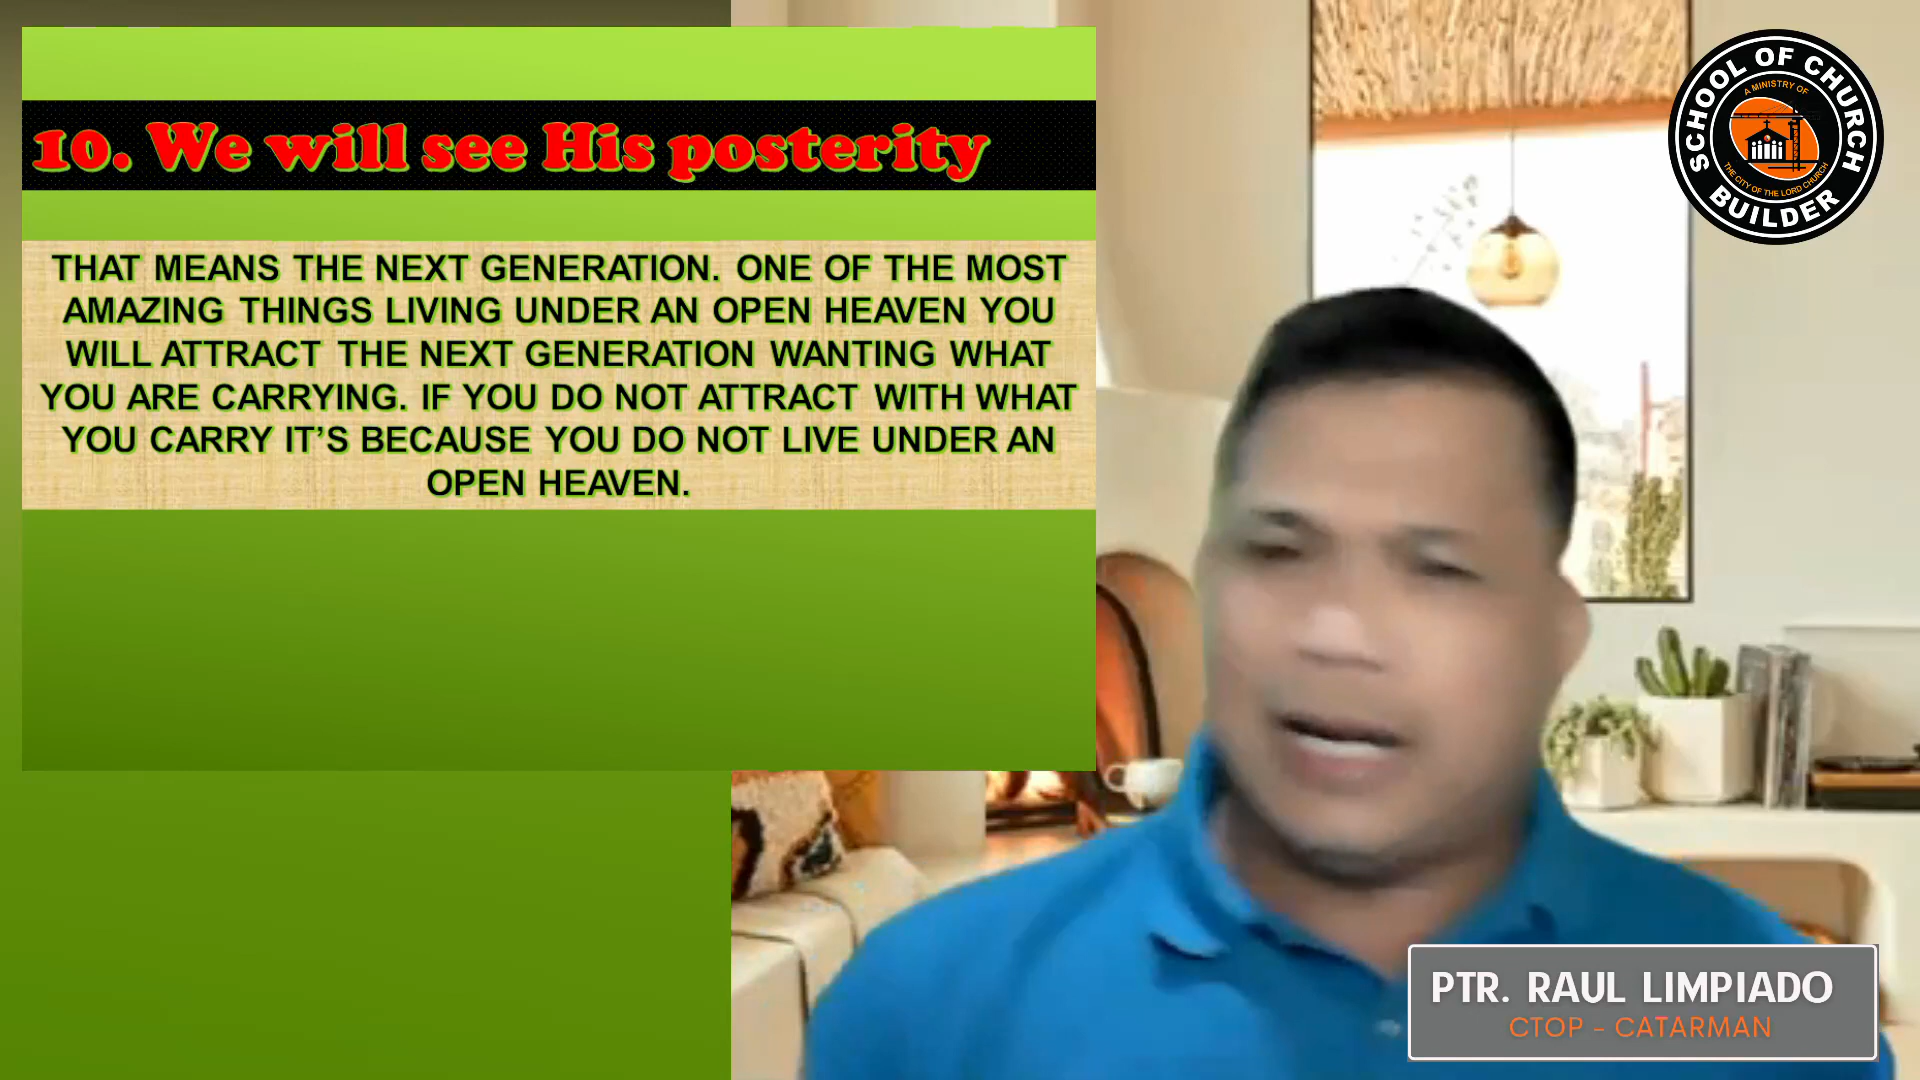 10. We will see His posterity
THAT MEANS THE NEXT GENERATION. ONE OF THE MOST
AMAZING THINGS LIVING UNDER AN OPEN HEAVEN YOU
WILL ATTRACT THE NEXT GENERATION WANTING WHAT
YOU ARE CARRYING. IF YOU DO NOT ATTRACT WITH WHAT
YOU CARRY IT’S BECAUSE YOU DO NOT LIVE UNDER AN
OPEN HEAVEN.
SCHOOL OF CHURCH
BUILDER
A MINISTRY OF
THE CITY OF THE LORD CHURCH
PTR. RAUL LIMPIADO
CTOP - CATARMAN